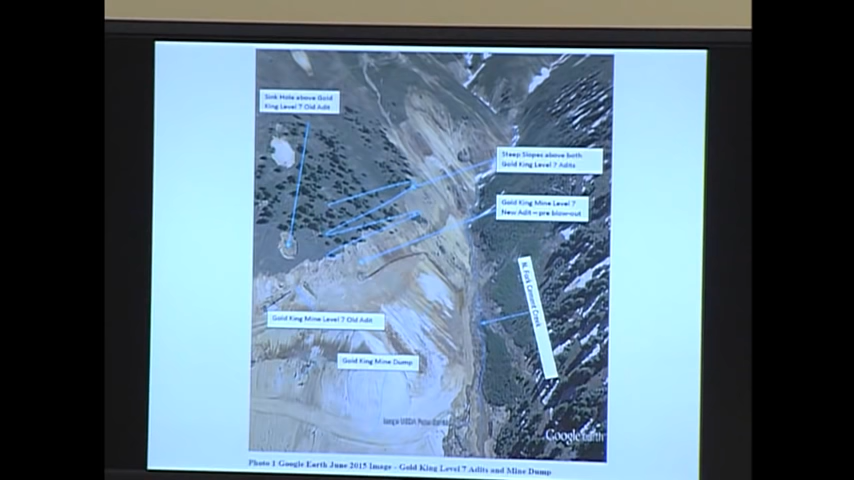 Sink Hole above Gold
King Level 7 Old Adit
Steep Slopes above both
Gold King Level 7 Adits
Gold King Mine Level 7
New Adit - pre blow-out
N. Fork Cement Creek
Gold King Mine Level 7 Old Adit
Gold King Mine Dump
Google earth
Photo 1 Google Earth June 2015 Image - Gold King Level 7 Adits and Mine Dump